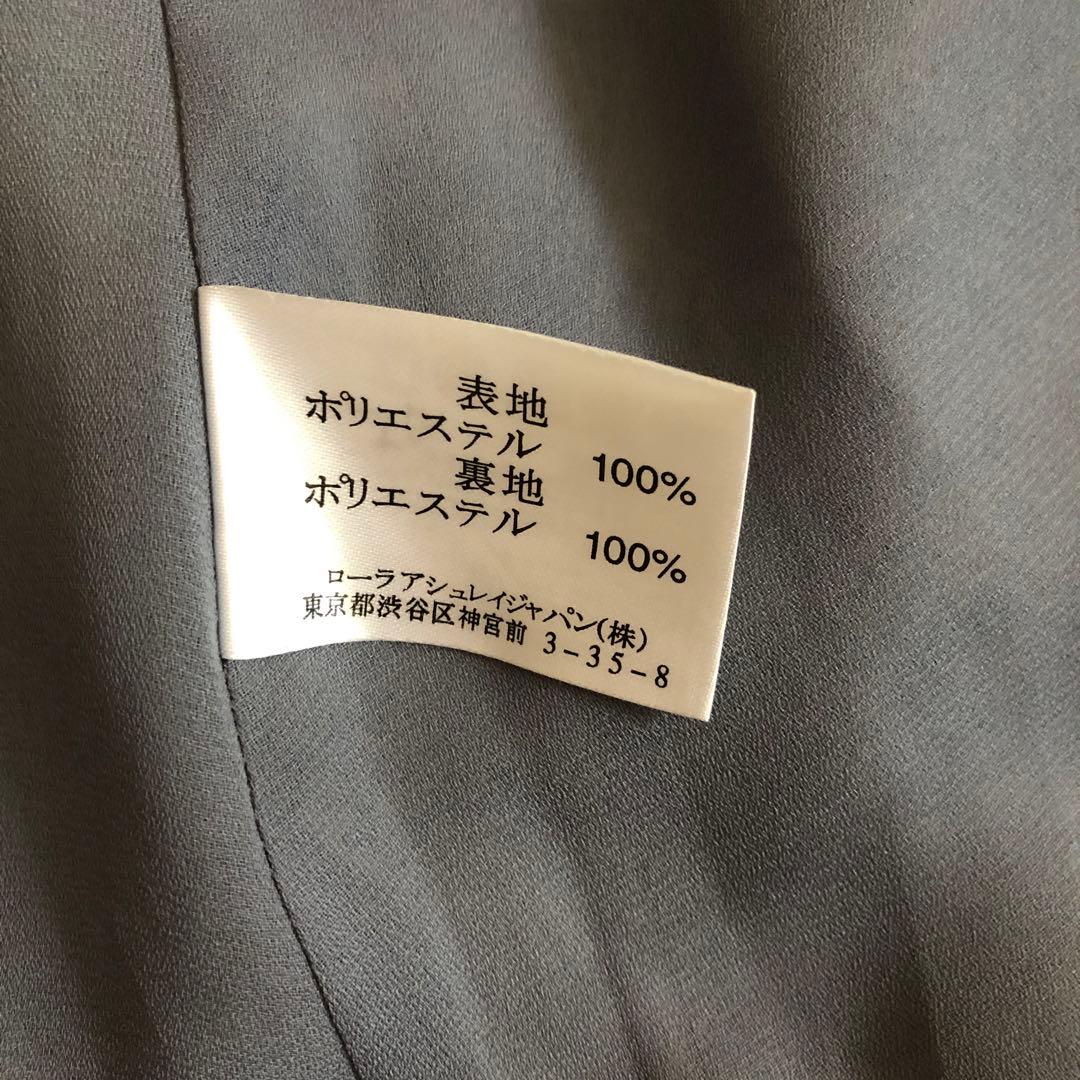 表地
ポリエステル 100%
裏地
ポリエステル 100%
ローラアシュレイジャパン(株)
東京都渋谷区神宮前 3-35-8